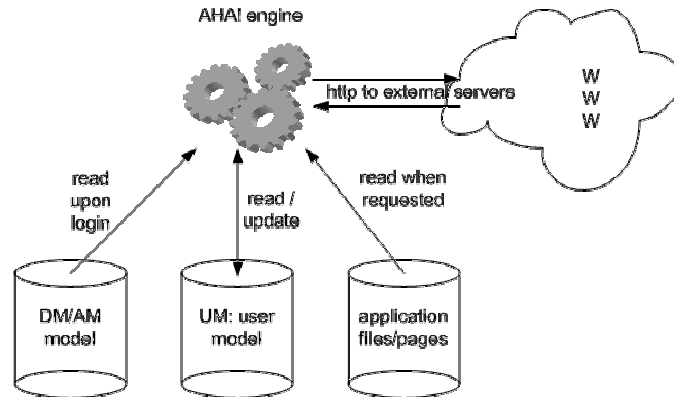 AHA! engine
http to external servers
W
W
W
read
upon
login
read /
update
read when
requested
DM/AM
model
UM: user
model
application
files/pages